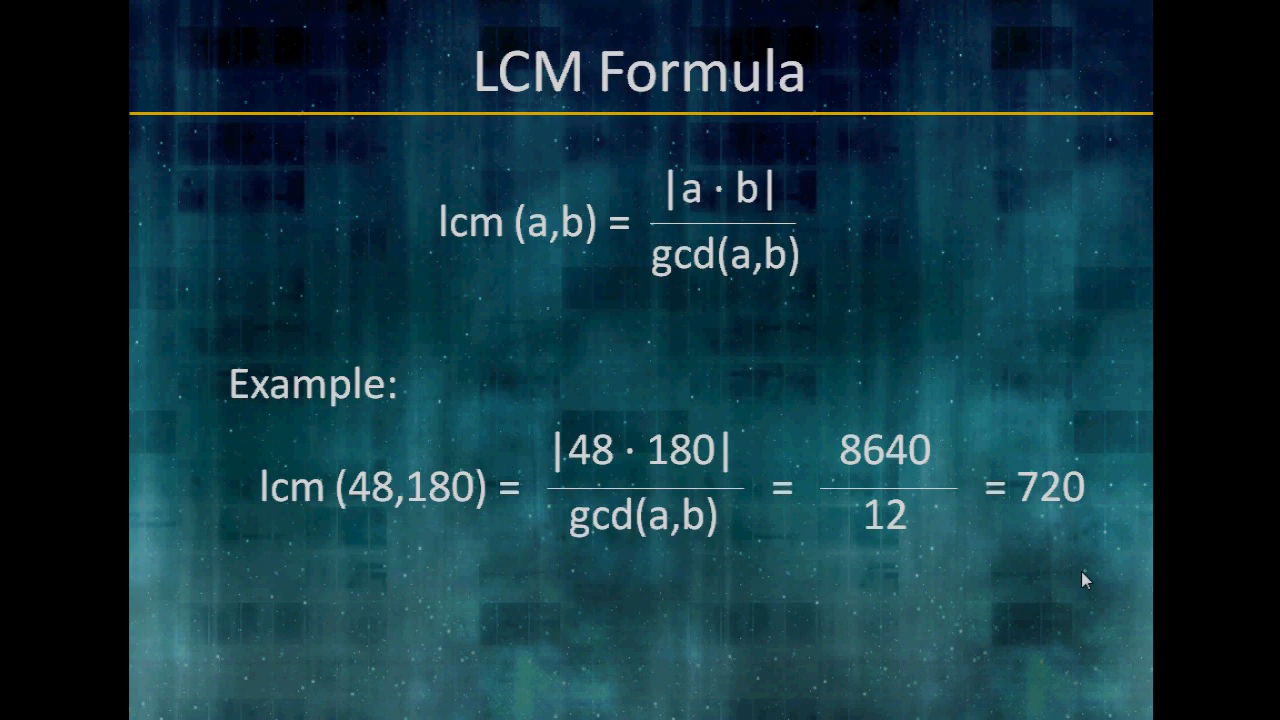 LCM Formula
lcm (a,b) = |a · b| / gcd(a,b)
Example:
lcm (48,180) = |48 · 180| / gcd(a,b) = 8640 / 12 = 720